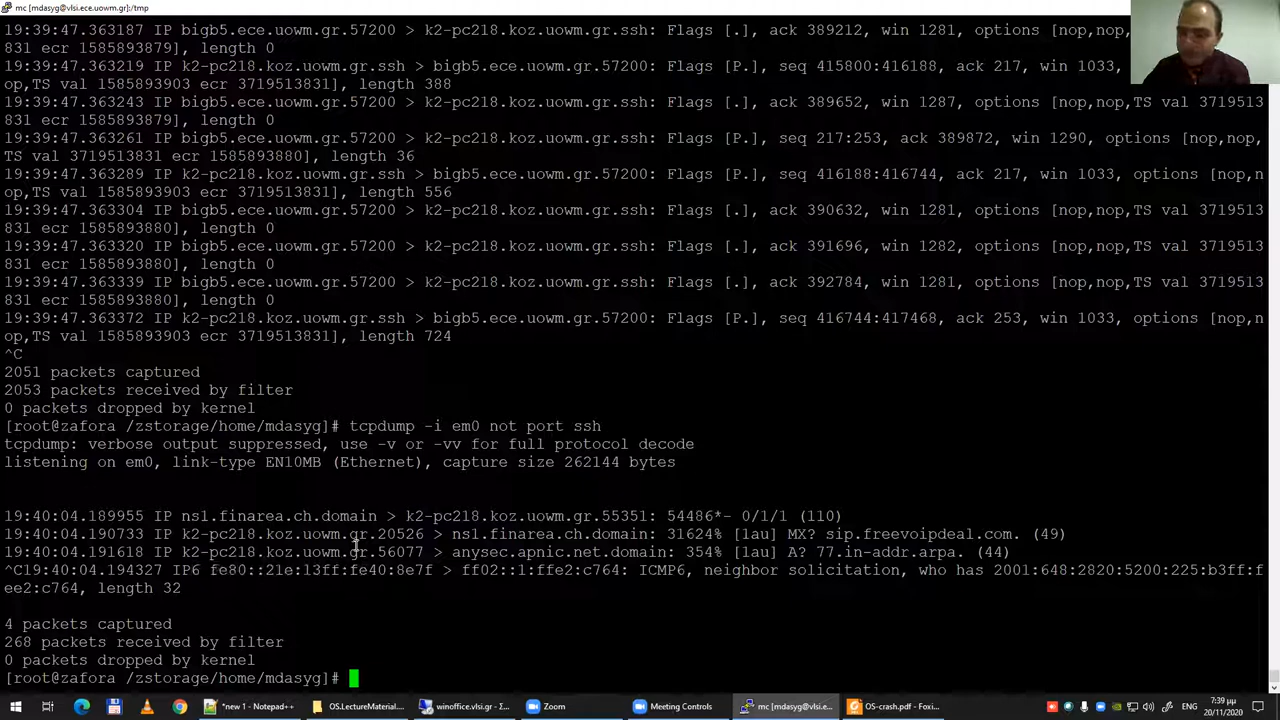 mc [mdasyg@vlsi.ece.uowm.gr]:/tmp
19:39:47.363187 IP bigb5.ece.uowm.gr.57200 > k2-pc218.koz.uowm.gr.ssh: Flags [.], ack 389212, win 1281, options [nop,nop,
831 ecr 1585893879], length 0
19:39:47.363219 IP k2-pc218.koz.uowm.gr.ssh > bigb5.ece.uowm.gr.57200: Flags [P.], seq 415800:416188, ack 217, win 1033,
op,TS val 1585893903 ecr 3719513831], length 388
19:39:47.363243 IP bigb5.ece.uowm.gr.57200 > k2-pc218.koz.uowm.gr.ssh: Flags [.], ack 389652, win 1287, options [nop,nop,TS val 3719513
831 ecr 1585893880], length 0
19:39:47.363261 IP bigb5.ece.uowm.gr.57200 > k2-pc218.koz.uowm.gr.ssh: Flags [P.], seq 217:253, ack 389872, win 1290, options [nop,nop,
TS val 3719513831 ecr 1585893880], length 36
19:39:47.363289 IP k2-pc218.koz.uowm.gr.ssh > bigb5.ece.uowm.gr.57200: Flags [P.], seq 416188:416744, ack 217, win 1033, options [nop,n
op,TS val 1585893903 ecr 3719513831], length 556
19:39:47.363304 IP bigb5.ece.uowm.gr.57200 > k2-pc218.koz.uowm.gr.ssh: Flags [.], ack 390632, win 1281, options [nop,nop,TS val 3719513
831 ecr 1585893880], length 0
19:39:47.363320 IP bigb5.ece.uowm.gr.57200 > k2-pc218.koz.uowm.gr.ssh: Flags [.], ack 391696, win 1282, options [nop,nop,TS val 3719513
831 ecr 1585893880], length 0
19:39:47.363339 IP bigb5.ece.uowm.gr.57200 > k2-pc218.koz.uowm.gr.ssh: Flags [.], ack 392784, win 1281, options [nop,nop,TS val 3719513
831 ecr 1585893880], length 0
19:39:47.363372 IP k2-pc218.koz.uowm.gr.ssh > bigb5.ece.uowm.gr.57200: Flags [P.], seq 416744:417468, ack 253, win 1033, options [nop,n
op,TS val 1585893903 ecr 3719513831], length 724
^C
2051 packets captured
2053 packets received by filter
0 packets dropped by kernel
[root@zafora /zstorage/home/mdasyg]# tcpdump -i em0 not port ssh
tcpdump: verbose output suppressed, use -v or -vv for full protocol decode
listening on em0, link-type EN10MB (Ethernet), capture size 262144 bytes
19:40:04.189955 IP ns1.finarea.ch.domain > k2-pc218.koz.uowm.gr.55351: 54486*- 0/1/1 (110)
19:40:04.190733 IP k2-pc218.koz.uowm.gr.20526 > ns1.finarea.ch.domain: 31624% [1au] MX? sip.freevoipdeal.com. (49)
19:40:04.191618 IP k2-pc218.koz.uowm.gr.56077 > anysec.apnic.net.domain: 354% [1au] A? 77.in-addr.arpa. (44)
^C19:40:04.194327 IP6 fe80::21e:13ff:fe40:8e7f > ff02::1:ffe2:c764: ICMP6, neighbor solicitation, who has 2001:648:2820:5200:225:b3ff:f
ee2:c764, length 32
4 packets captured
268 packets received by filter
0 packets dropped by kernel
[root@zafora /zstorage/home/mdasyg]#
*new 1 - Notepad++
OS.LectureMaterial...
winoffice.vlsi.gr - Σ...
Zoom
Meeting Controls
mc [mdasyg@vlsi.e...
OS-crash.pdf - Foxi...
7:39 μμ
20/11/2020